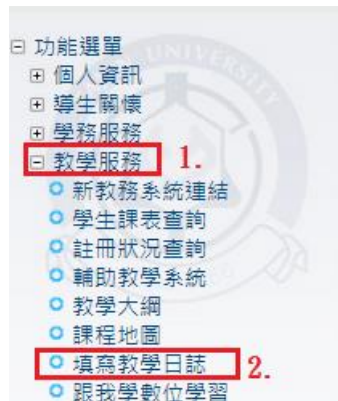 功能選單
個人資訊
導生關懷
學務服務
教學服務 1.
新教務系統連結
學生課表查詢
註冊狀況查詢
輔助教學系統
教學大綱
課程地圖
填寫教學日誌 2.
跟我學數位學習
UNIVERSITY